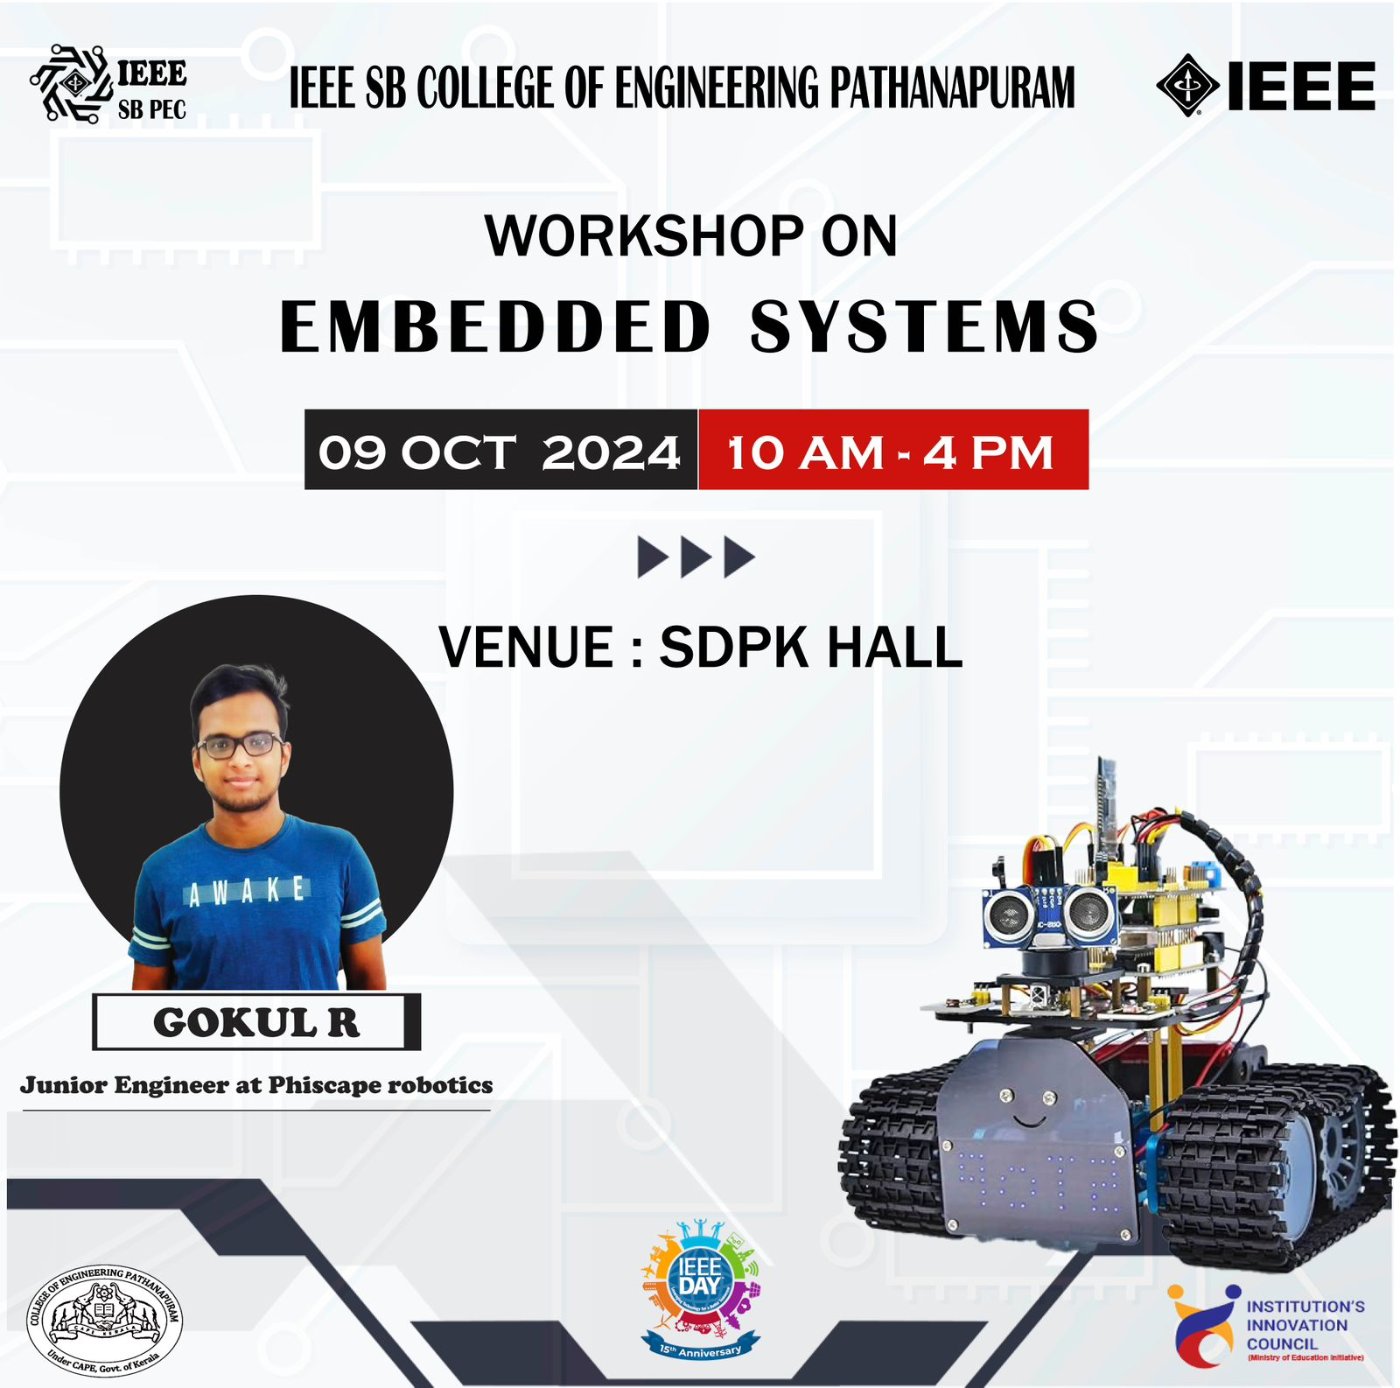 IEEE
SB PEC
IEEE SB COLLEGE OF ENGINEERING PATHANAPURAM
IEEE
WORKSHOP ON
EMBEDDED SYSTEMS
09 OCT 2024
10 AM - 4 PM
VENUE : SDPK HALL
AWAKE
GOKUL R
Junior Engineer at Phiscape robotics
COLLEGE OF ENGINEERING PATHANAPURAM
CAPE KERALA
Under CAPE, Govt. of Kerala
IEEE
DAY
15th Anniversary
INSTITUTION'S
INNOVATION
COUNCIL
(Ministry of Education Initiative)